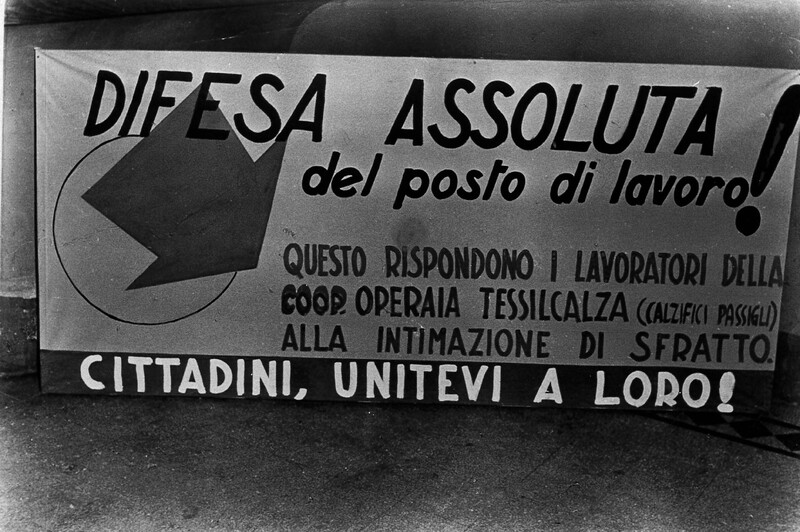 DIFESA ASSOLUTA!
del posto di lavoro
QUESTO RISPONDONO I LAVORATORI DELLA
COOP. OPERAIA TESSILCALZA (CALZIFICI PASSIGLI)
ALLA INTIMAZIONE DI SFRATTO.
CITTADINI, UNITEVI A LORO!